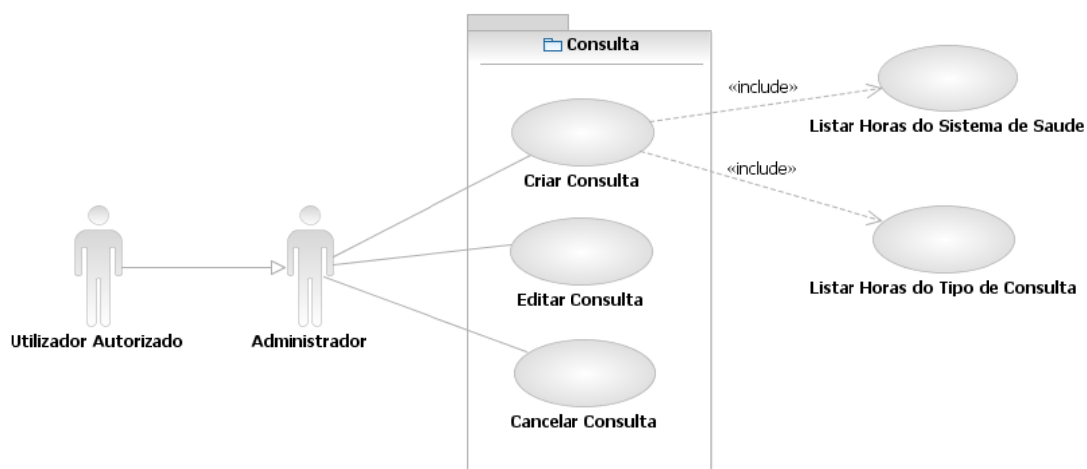 Consulta
«include»
Listar Horas do Sistema de Saude
Criar Consulta
«include»
Listar Horas do Tipo de Consulta
Editar Consulta
Utilizador Autorizado
Administrador
Cancelar Consulta